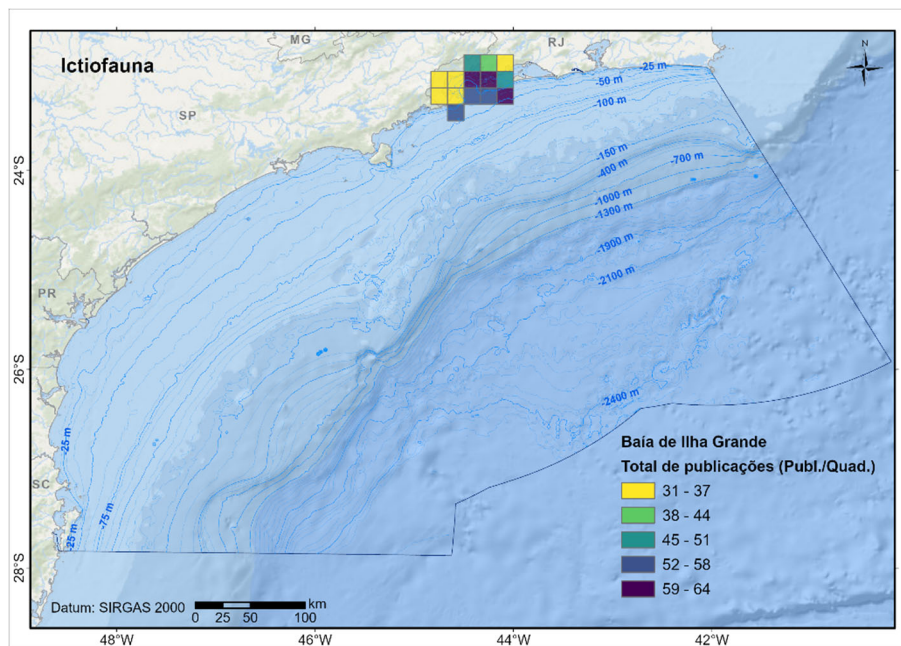 Ictiofauna
MG
RJ
N
SP
PR
SC
-25 m
-50 m
-100 m
-150 m
-400 m
-700 m
-1000 m
-1300 m
-1900 m
-2100 m
-2400 m
-25 m
-75 m
-25 m
24°S
26°S
28°S
Baía de Ilha Grande
Total de publicações (Publ./Quad.)
31 - 37
38 - 44
45 - 51
52 - 58
59 - 64
Datum: SIRGAS 2000
km
0 25 50 100
48°W 46°W 44°W 42°W